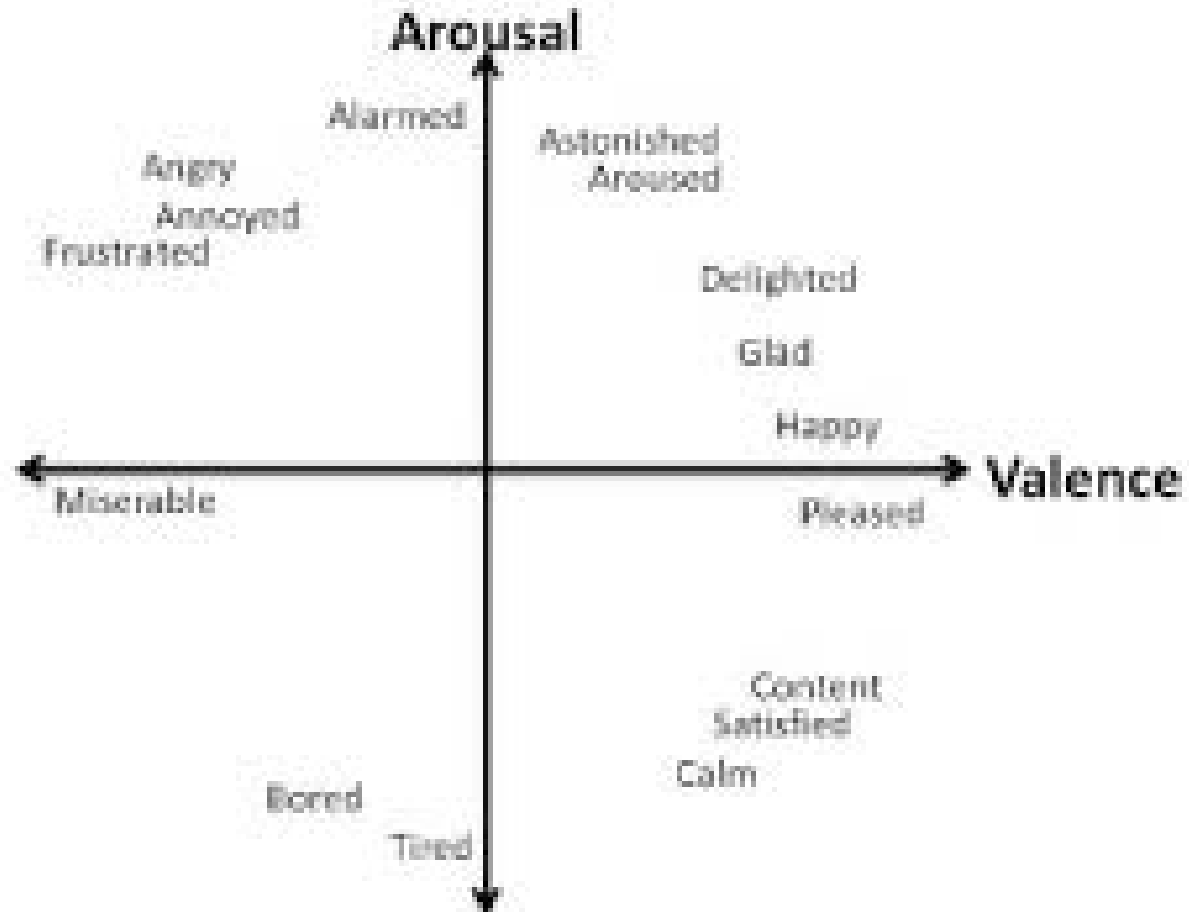 Arousal
Alarmed
Astonished
Angry
Aroused
Annoyed
Frustrated
Delighted
Glad
Happy
Valence
Miserable
Pleased
Content
Satisfied
Calm
Bored
Tired